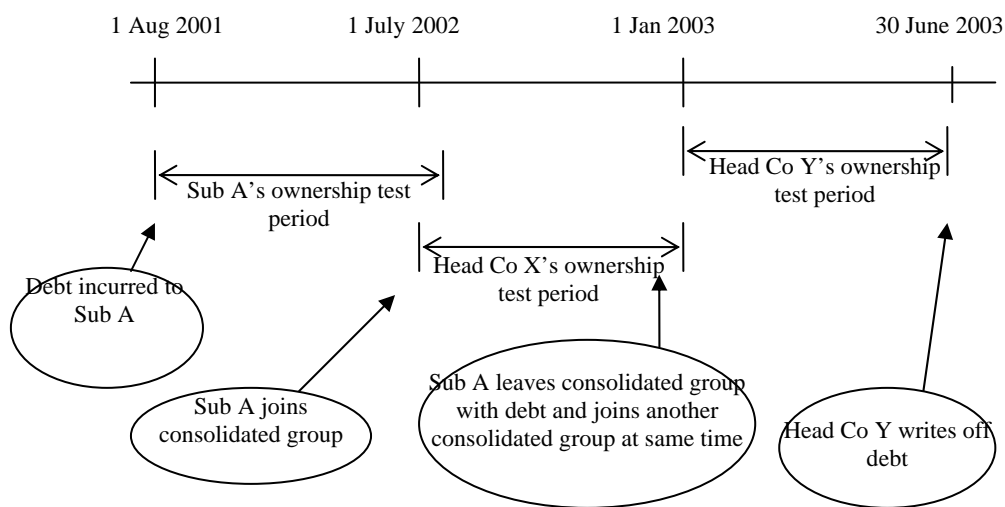 1 Aug 2001 1 July 2002 1 Jan 2003 30 June 2003
Sub A’s ownership test
period
Head Co Y’s ownership
test period
Head Co X’s ownership
test period
Debt incurred to
Sub A
Sub A joins
consolidated group
Sub A leaves consolidated group
with debt and joins another
consolidated group at same time
Head Co Y writes off
debt